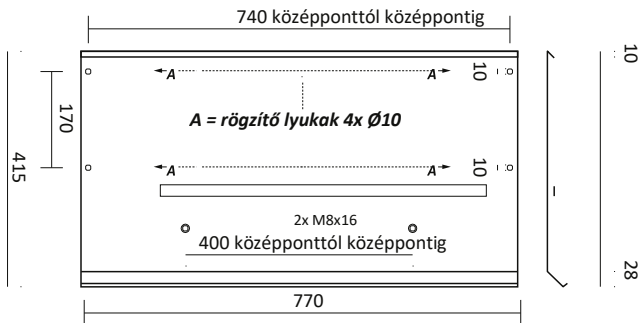 740 középponttól középpontig
10
A
A
10
170
A = rögzítő lyukak 4x Ø10
415
A
A
10
2x M8x16
400 középponttól középpontig
28
770